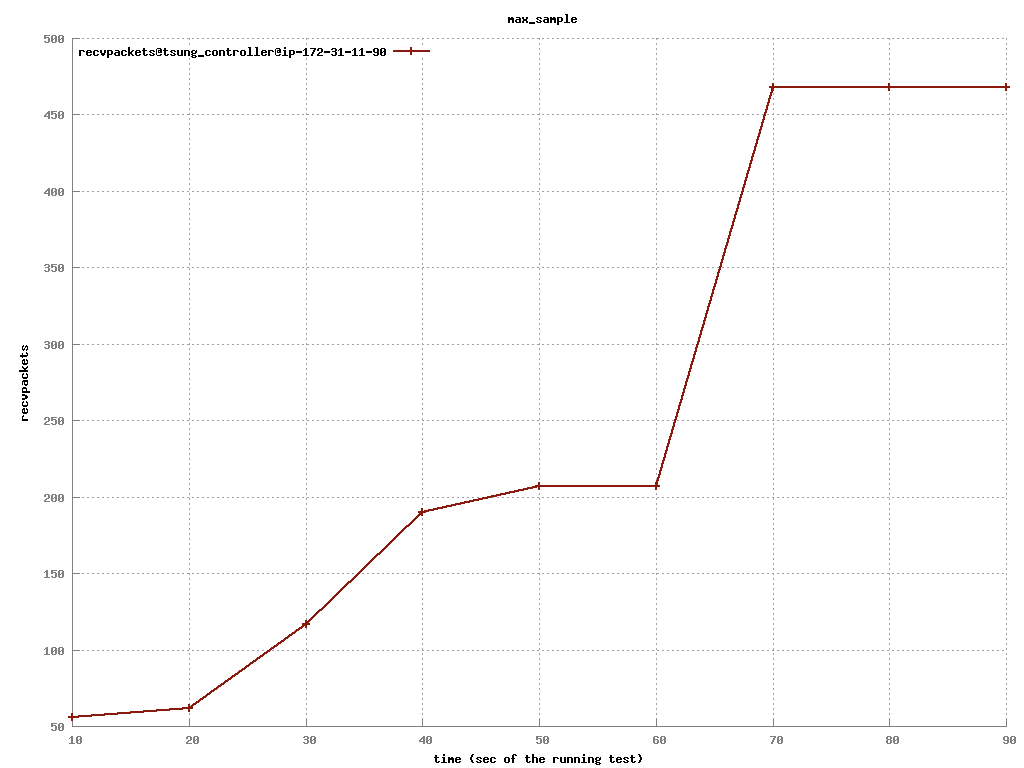 max_sample
500
recvpackets@tsung_controller@ip-172-31-11-90
450
400
350
300
recvpackets
250
200
150
100
50
10 20 30 40 50 60 70 80 90
time (sec of the running test)